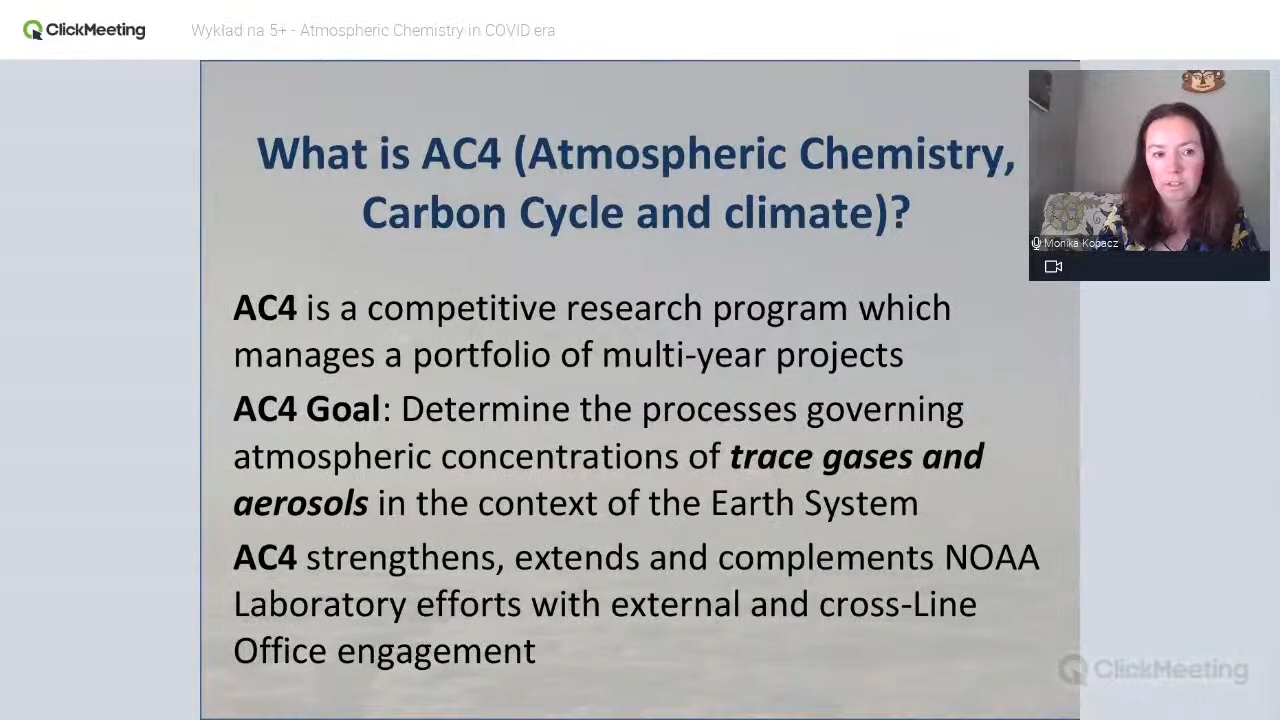 ClickMeeting
Wykład na 5+ - Atmospheric Chemistry in COVID era
What is AC4 (Atmospheric Chemistry,
Carbon Cycle and climate)?
Monika Kopacz
AC4 is a competitive research program which
manages a portfolio of multi-year projects
AC4 Goal: Determine the processes governing
atmospheric concentrations of trace gases and
aerosols in the context of the Earth System
AC4 strengthens, extends and complements NOAA
Laboratory efforts with external and cross-Line
Office engagement
ClickMeeting